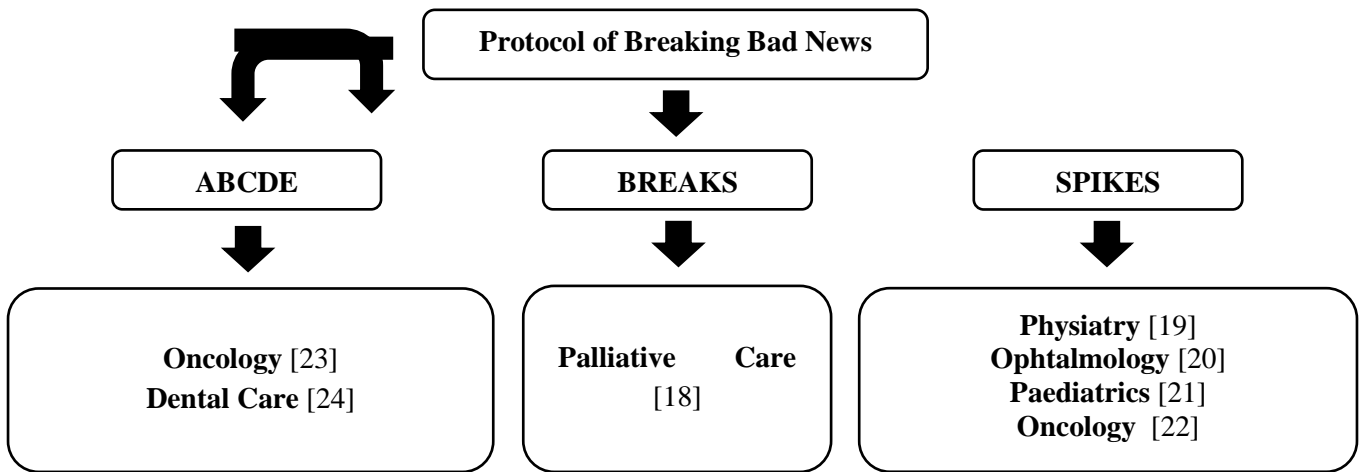 Protocol of Breaking Bad News
ABCDE
BREAKS
SPIKES
Oncology [23]
Dental Care [24]
Palliative Care
[18]
Physiatry [19]
Ophtalmology [20]
Paediatrics [21]
Oncology [22]